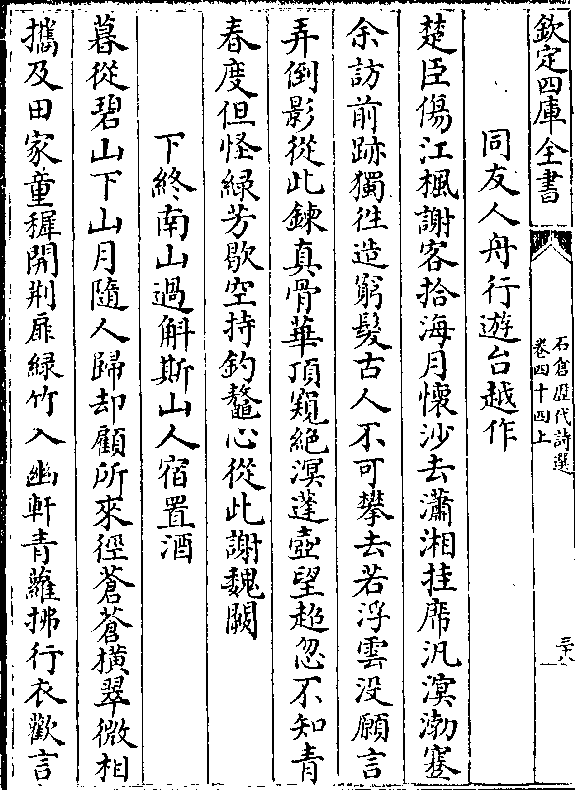 欽定四庫全書
石倉歷代詩選
卷四十四上
三十八
同友人舟行遊台越作
楚臣傷江楓謝客拾海月懷沙去瀟湘挂席汎溟渤蹇
余訪前跡獨徃造窮髮古人不可攀去若浮雲没願言
弄倒影從此鍊真骨華頂窺絶溟蓬壺望超忽不知青
春度但怪緑芳歇空持釣鼇心從此謝魏闕
下終南山過斛斯山人宿置酒
暮從碧山下山月隨人歸却顧所來徑蒼蒼横翠微相
攜及田家童穉開荆扉緑竹入幽軒青蘿拂行衣歡言